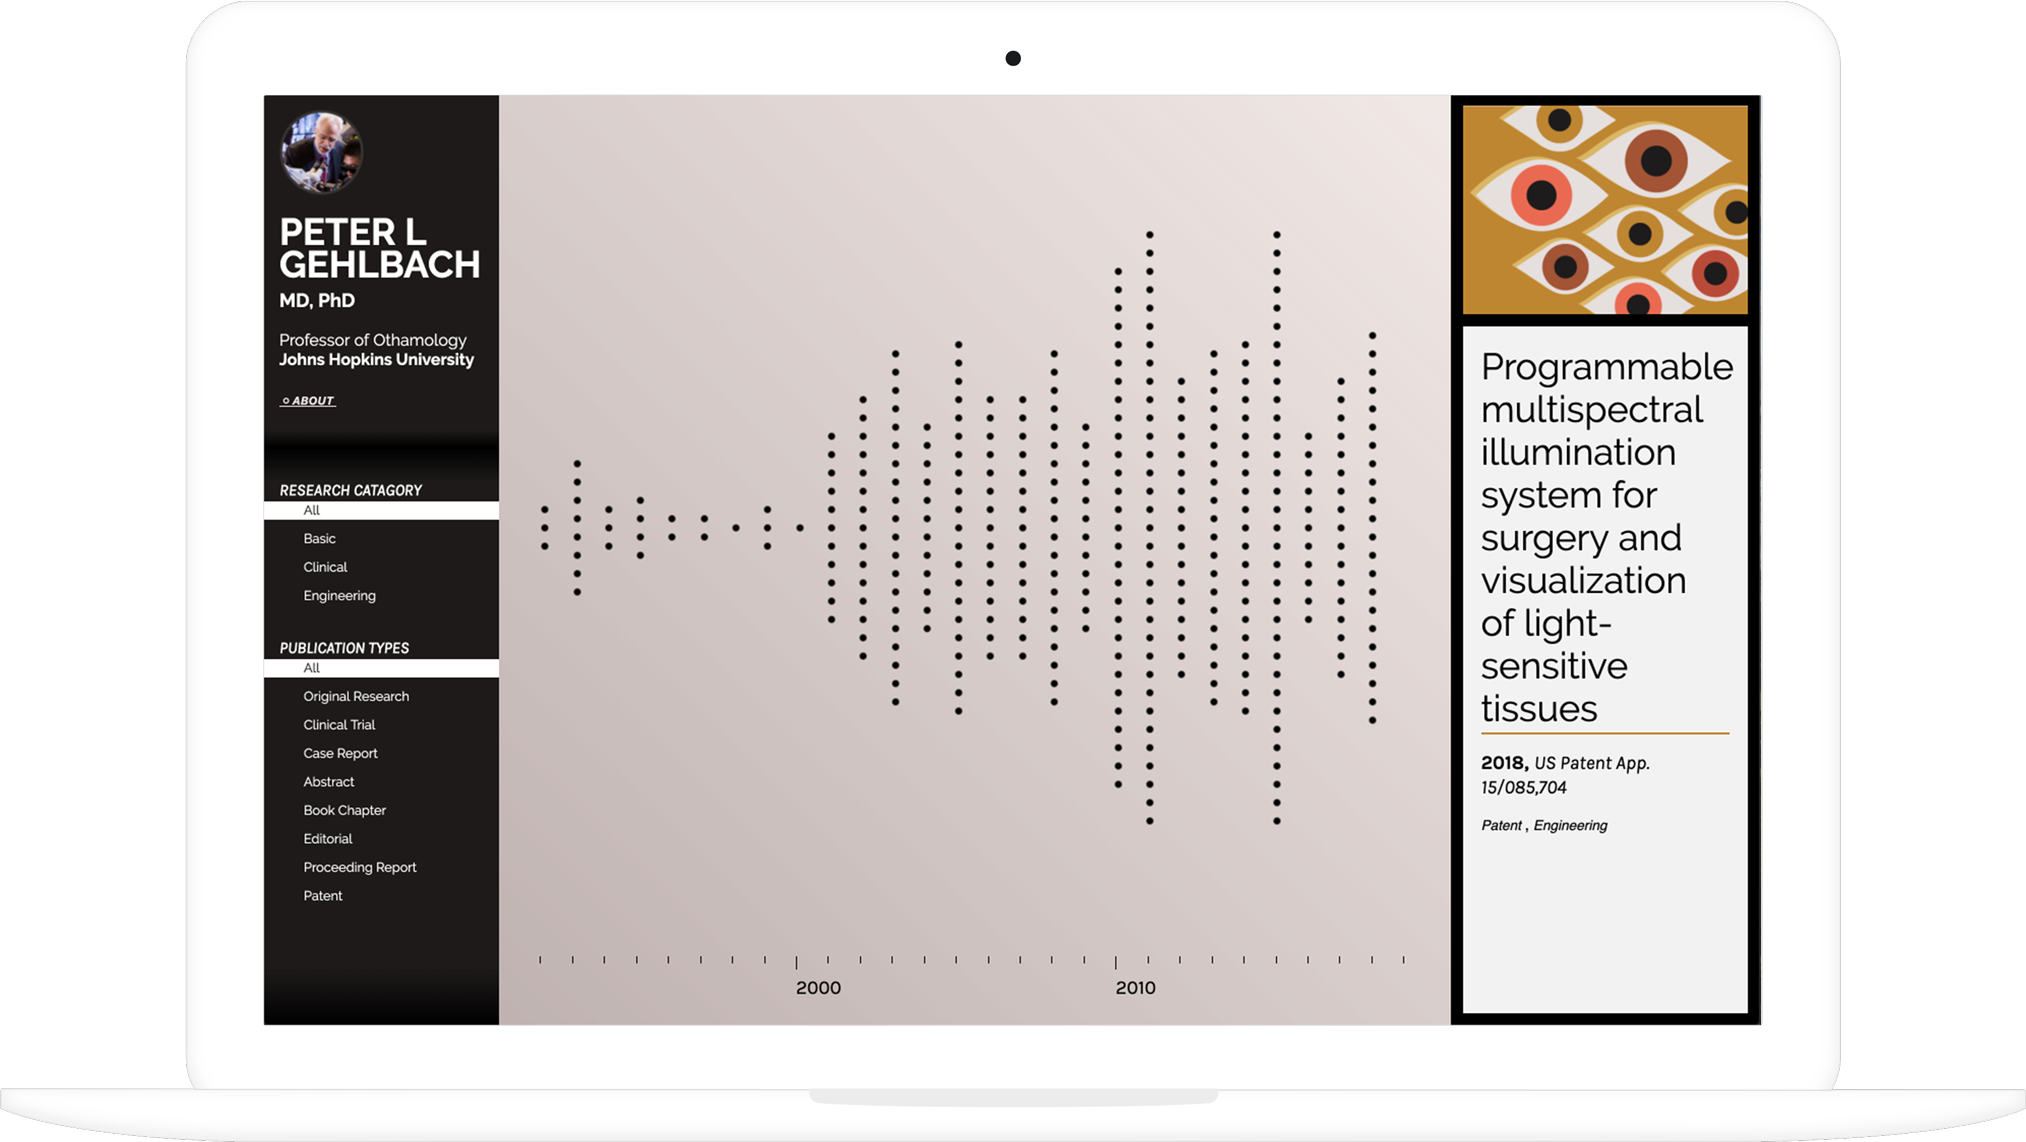 PETER L
GEHLBACH
MD, PhD
Professor of Othamology
Johns Hopkins University
ABOUT
RESEARCH CATAGORY
All
Basic
Clinical
Engineering
PUBLICATION TYPES
All
Original Research
Clinical Trial
Case Report
Abstract
Book Chapter
Editorial
Proceeding Report
Patent
2000
2010
Programmable
multispectral
illumination
system for
surgery and
visualization
of light-
sensitive
tissues
2018, US Patent App.
15/085,704
Patent , Engineering